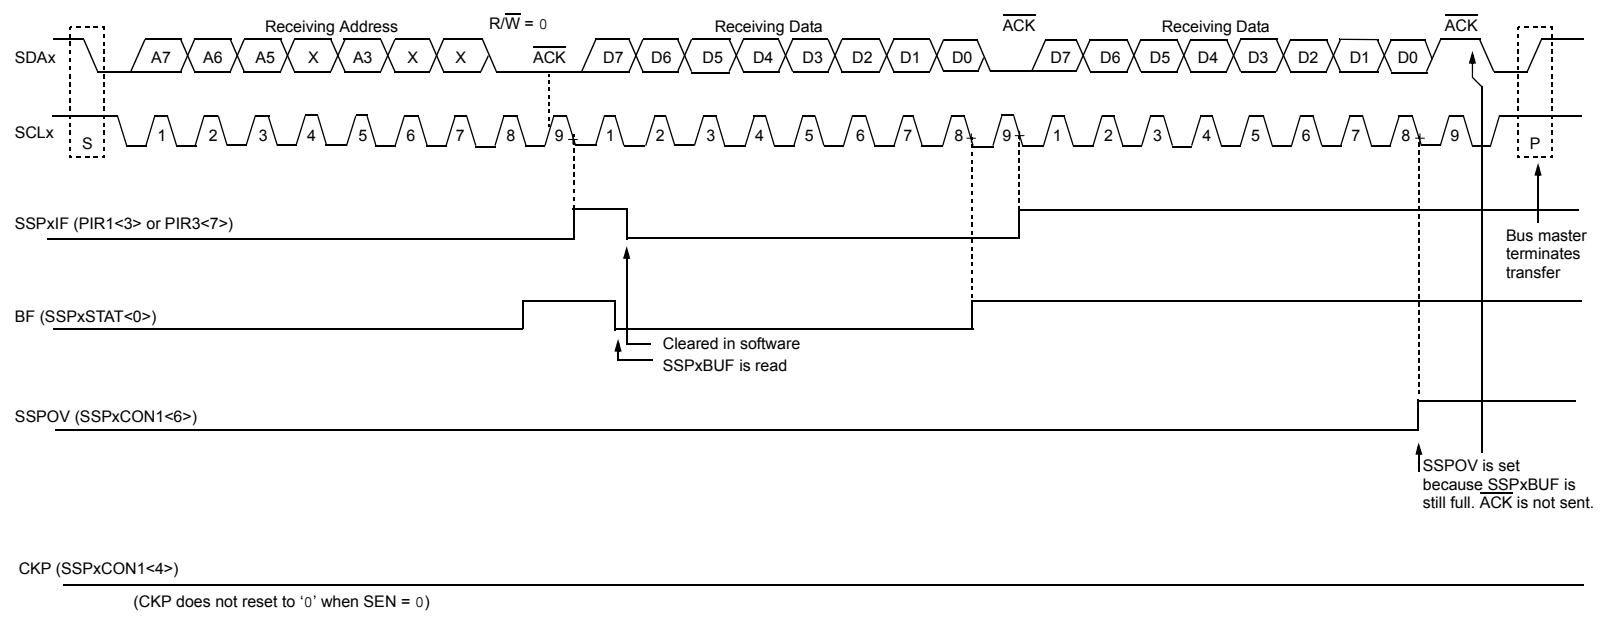 Receiving Address R/W = 0 Receiving Data ACK Receiving Data ACK
SDAx A7 A6 A5 X A3 X X ACK D7 D6 D5 D4 D3 D2 D1 D0 D7 D6 D5 D4 D3 D2 D1 D0
SCLx 1 2 3 4 5 6 7 8 9 1 2 3 4 5 6 7 8 9 1 2 3 4 5 6 7 8 9
S P
SSPxIF (PIR1<3> or PIR3<7>)
Bus master
terminates
transfer
BF (SSPxSTAT<0>)
Cleared in software
SSPxBUF is read
SSPOV (SSPxCON1<6>)
SSPOV is set
because SSPxBUF is
still full. ACK is not sent.
CKP (SSPxCON1<4>)
(CKP does not reset to ‘0’ when SEN = 0)